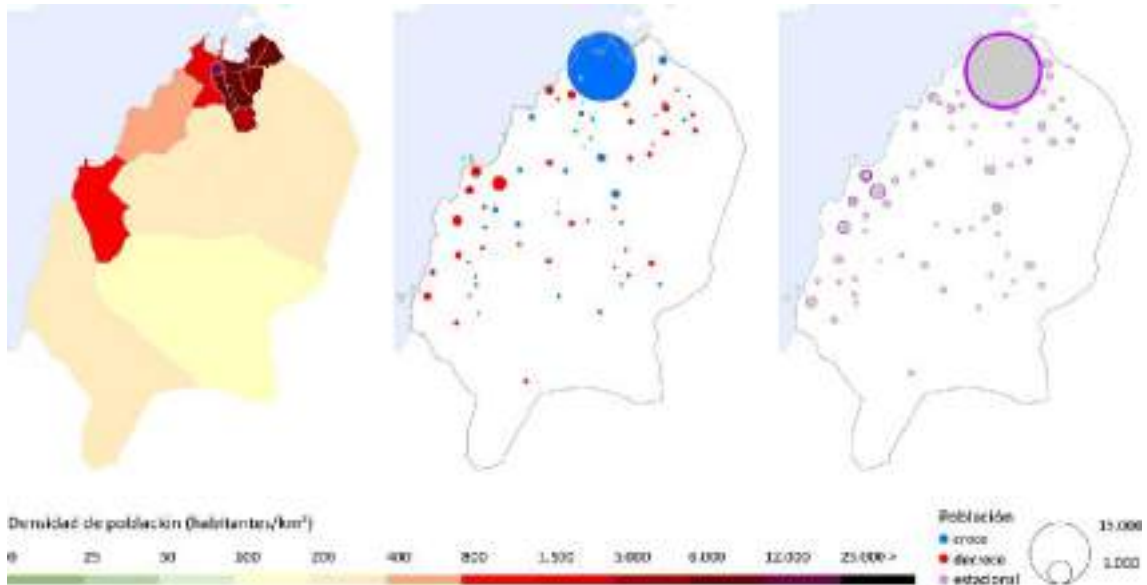 Densidad de población (habitantes/km²)
25 50 100 200 400 800 1.500 3.000 6.000 12.000 25.000 >
Población
crece
decrece
estacional
15.000
1.000